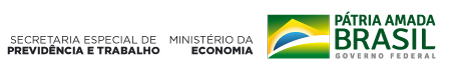 SECRETARIA ESPECIAL DE
PREVIDÊNCIA E TRABALHO
MINISTÉRIO DA
ECONOMIA
PÁTRIA AMADA
BRASIL
GOVERNO FEDERAL